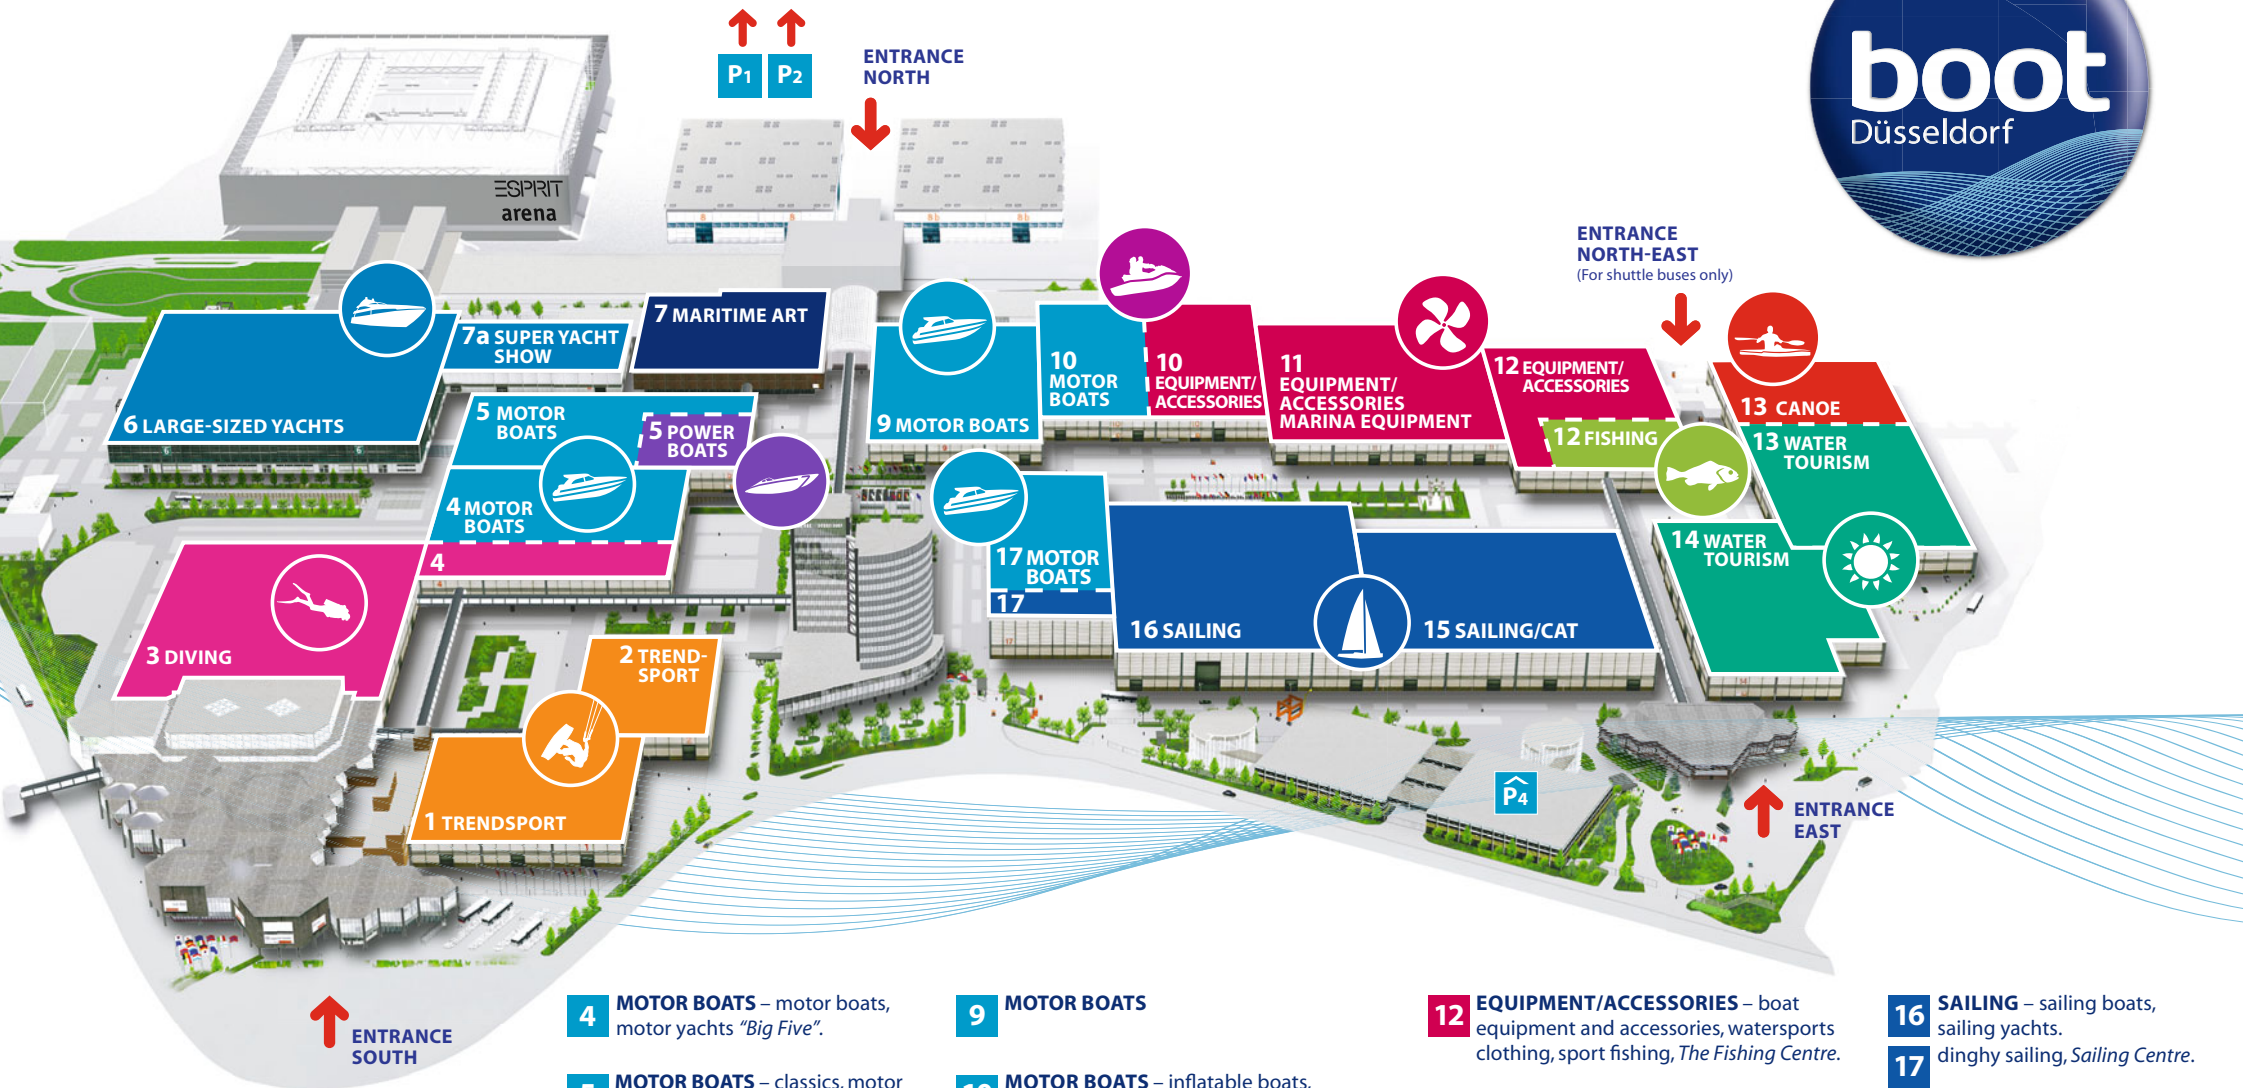 boot
Düsseldorf
P1 P2
ENTRANCE
NORTH
ESPRIT
arena
8 8
8b 8b
ENTRANCE
NORTH-EAST
(For shuttle buses only)
6 LARGE-SIZED YACHTS
7a SUPER YACHT
SHOW
7 MARITIME ART
5 MOTOR
BOATS
5 POWER
BOATS
4 MOTOR
BOATS
4
3 DIVING
2 TREND-
SPORT
1 TRENDSPORT
9 MOTOR BOATS
10
MOTOR
BOATS
10
EQUIPMENT/
ACCESSORIES
11
EQUIPMENT/
ACCESSORIES
MARINA EQUIPMENT
12 EQUIPMENT/
ACCESSORIES
12 FISHING
13 CANOE
13 WATER
TOURISM
14 WATER
TOURISM
17 MOTOR
BOATS
17
16 SAILING
15 SAILING/CAT
P4
ENTRANCE
EAST
ENTRANCE
SOUTH
4 MOTOR BOATS – motor boats,
motor yachts "Big Five".
5 MOTOR BOATS – classics, motor
9 MOTOR BOATS
10 MOTOR BOATS – inflatable boats,
12 EQUIPMENT/ACCESSORIES – boat
equipment and accessories, watersports
clothing, sport fishing, The Fishing Centre.
16 SAILING – sailing boats,
sailing yachts.
17 dinghy sailing, Sailing Centre.